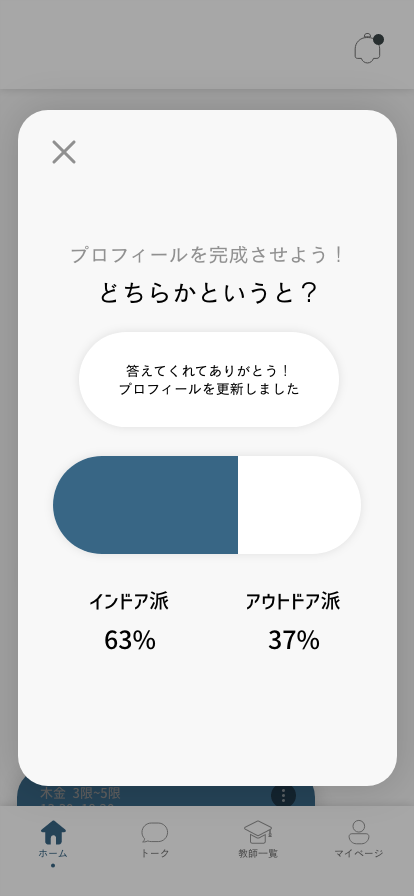 プロフィールを完成させよう！
どちらかというと？
答えてくれてありがとう！
プロフィールを更新しました
インドア派 アウトドア派
63% 37%
木金 3限~5限
ホーム トーク 教師一覧 マイページ